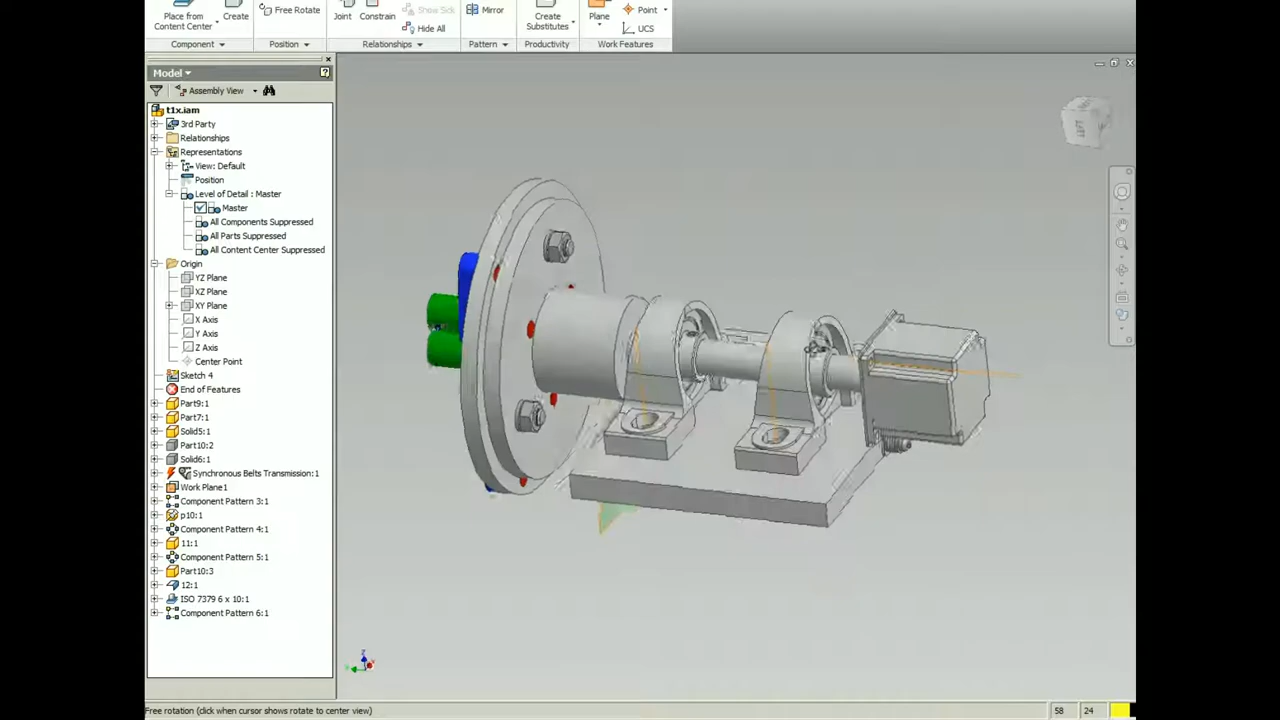 Place from
Content Center
Create
Free Rotate
Joint
Constrain
Show Sick
Hide All
Mirror
Create
Substitutes
Plane
Point
UCS
Component
Position
Relationships
Pattern
Productivity
Work Features
Model
Assembly View
t1x.iam
3rd Party
Relationships
Representations
View: Default
Position
Level of Detail : Master
Master
All Components Suppressed
All Parts Suppressed
All Content Center Suppressed
Origin
YZ Plane
XZ Plane
XY Plane
X Axis
Y Axis
Z Axis
Center Point
Sketch 4
End of Features
Part9:1
Part7:1
Solid5:1
Part10:2
Solid6:1
Synchronous Belts Transmission:1
Work Plane1
Component Pattern 3:1
p10:1
Component Pattern 4:1
11:1
Component Pattern 5:1
Part10:3
12:1
ISO 7379 6 x 10:1
Component Pattern 6:1
LEFT
Z
Free rotation (click when cursor shows rotate to center view)
58
24